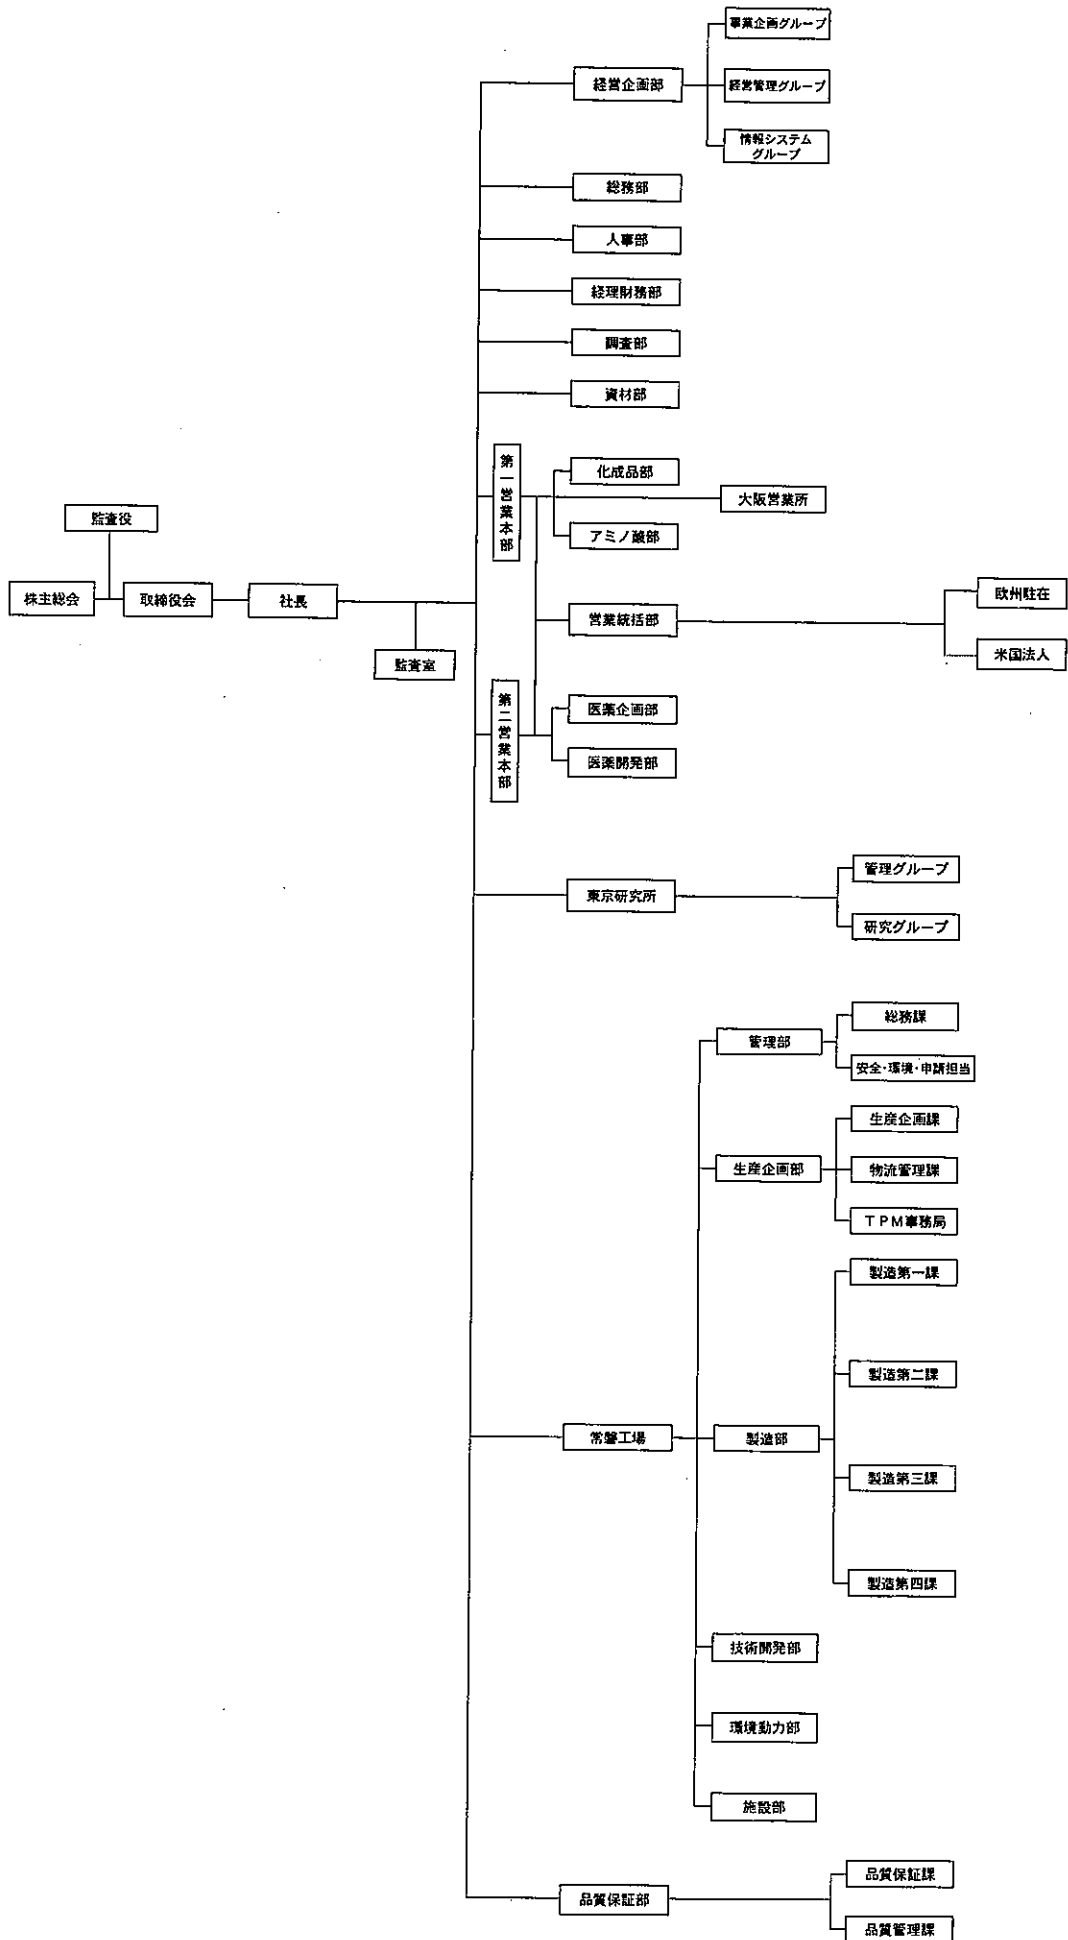 事業企画グループ
経営企画部
経営管理グループ
情報システム
グループ
総務部
人事部
経理財務部
調査部
資材部
第一営業本部
化成品部
大阪営業所
アミノ酸部
監査役
株主総会
取締役会
社長
監査室
営業統括部
欧州駐在
米国法人
第二営業本部
医薬企画部
医薬開発部
東京研究所
管理グループ
研究グループ
管理部
総務課
安全・環境・申請担当
生産企画部
生産企画課
物流管理課
TPM事務局
常磐工場
製造部
製造第一課
製造第二課
製造第三課
製造第四課
技術開発部
環境動力部
施設部
品質保証部
品質保証課
品質管理課